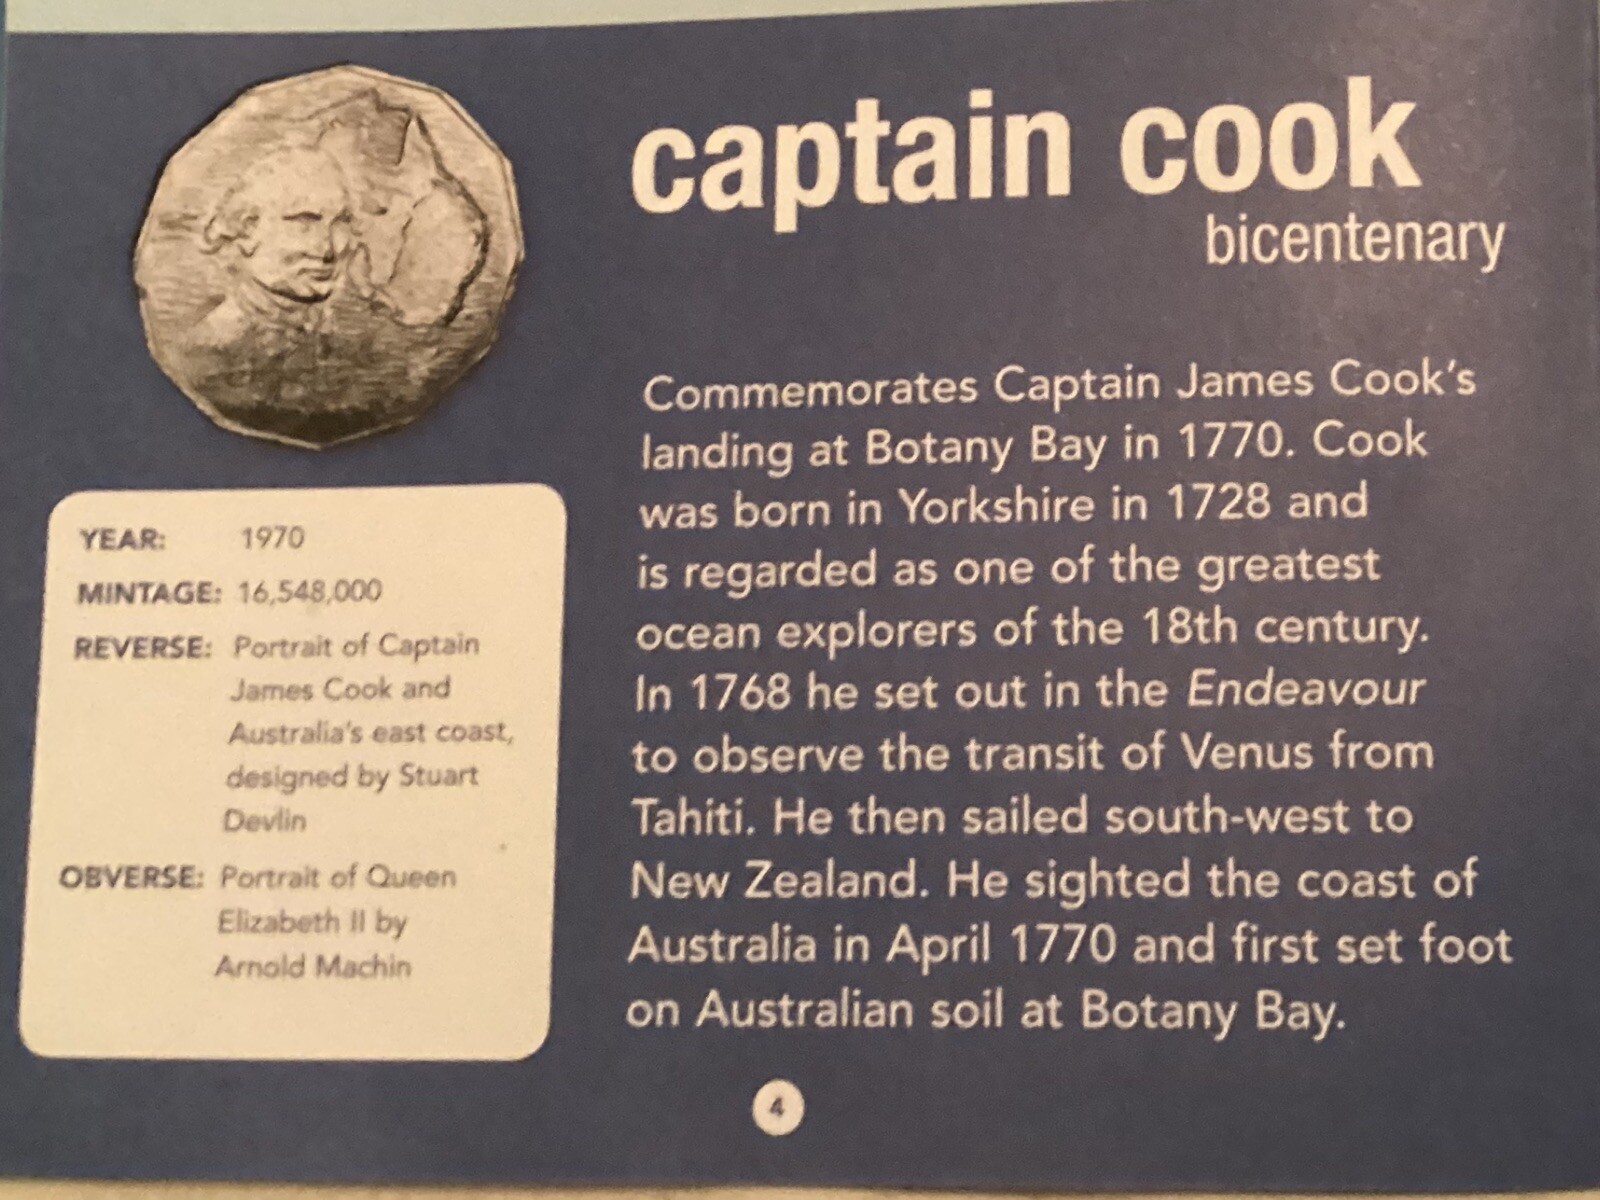 captain cook
bicentenary
Commemorates Captain James Cook's
landing at Botany Bay in 1770. Cook
was born in Yorkshire in 1728 and
is regarded as one of the greatest
ocean explorers of the 18th century.
In 1768 he set out in the Endeavour
to observe the transit of Venus from
Tahiti. He then sailed south-west to
New Zealand. He sighted the coast of
Australia in April 1770 and first set foot
on Australian soil at Botany Bay.
YEAR: 1970
MINTAGE: 16,548,000
REVERSE: Portrait of Captain
James Cook and
Australia's east coast,
designed by Stuart
Devlin
OBVERSE: Portrait of Queen
Elizabeth II by
Arnold Machin
4